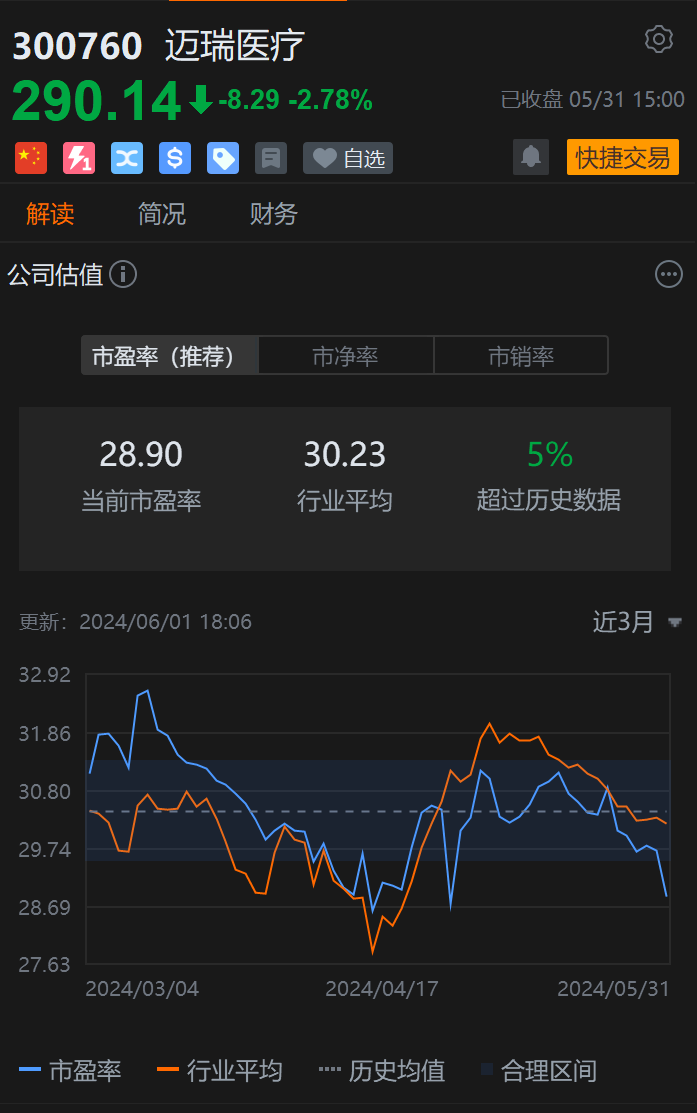 300760 迈瑞医疗
290.14 -8.29 -2.78% 已收盘 05/31 15:00
1 $ 自选 快捷交易
解读 简况 财务
公司估值
市盈率（推荐） 市净率 市销率
28.90 30.23 5%
当前市盈率 行业平均 超过历史数据
更新：2024/06/01 18:06 近3月
32.92
31.86
30.80
29.74
28.69
27.63
2024/03/04 2024/04/17 2024/05/31
市盈率 行业平均 历史均值 合理区间